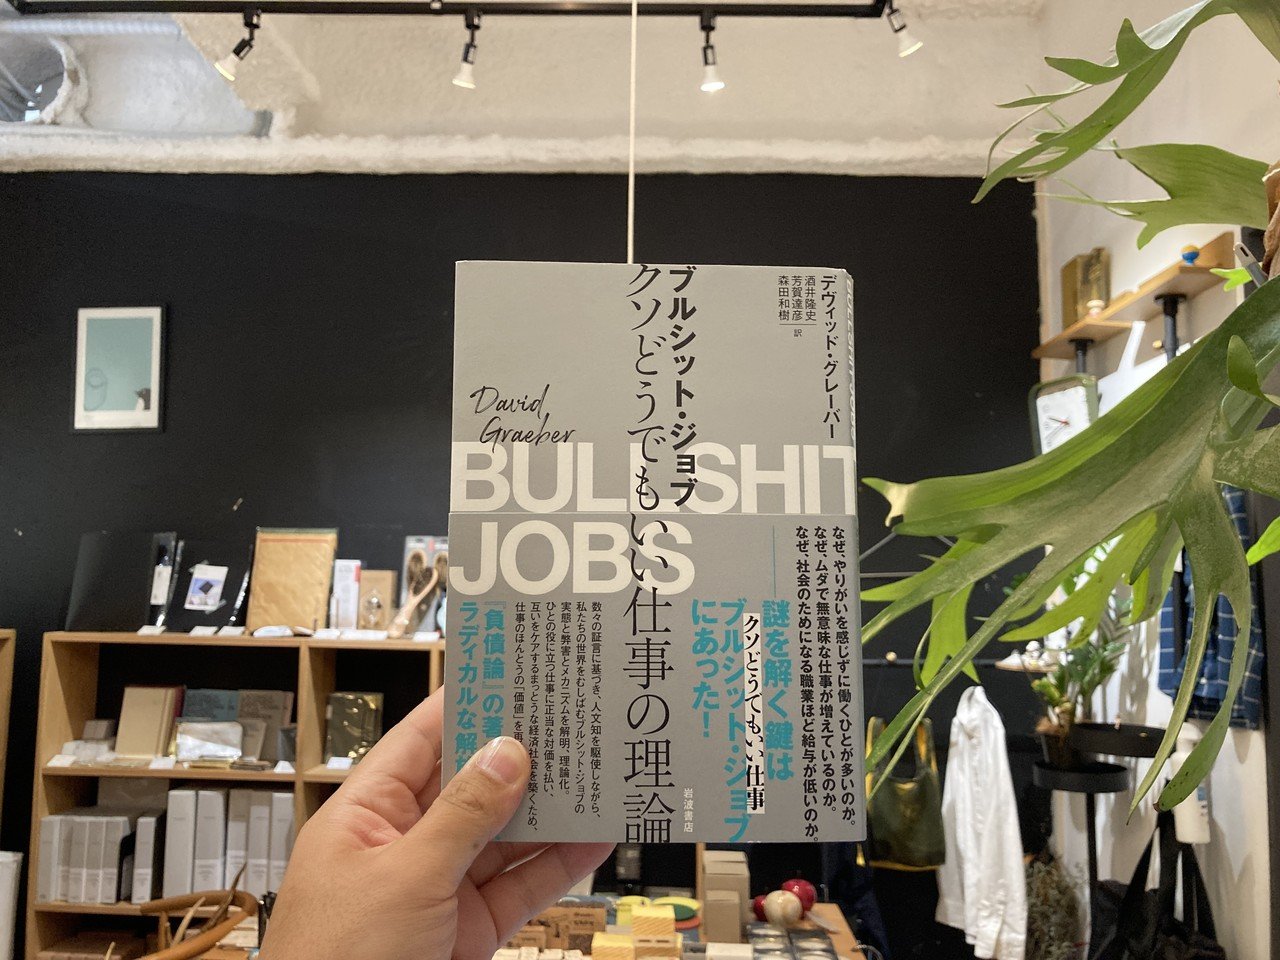 デヴィッド・グレーバー
酒井隆史
芳賀達彦
森田和樹
訳
ブルシット・ジョブ
クソどうでもいい仕事の理論
David
Graeber
BULLSHIT
JOBS
なぜ、やりがいを感じずに働くひとが多いのか。
なぜ、ムダで無意味な仕事が増えているのか。
なぜ、社会のためになる職業ほど給与が低いのか。
謎を解く鍵は
クソどうでもいい仕事
ブルシット・ジョブ
にあった!
岩波書店
数々の証言に基づき、人文知を駆使しながら、
私たちの世界をむしばむブルシット・ジョブの
実態と弊害とメカニズムを解明、理論化。
ひとの役に立つ仕事に正当な対価を払い、
互いをケアするまっとうな経済社会を築くため、
仕事のほんとうの「価値」を再
『負債論』の著
ラディカルな解